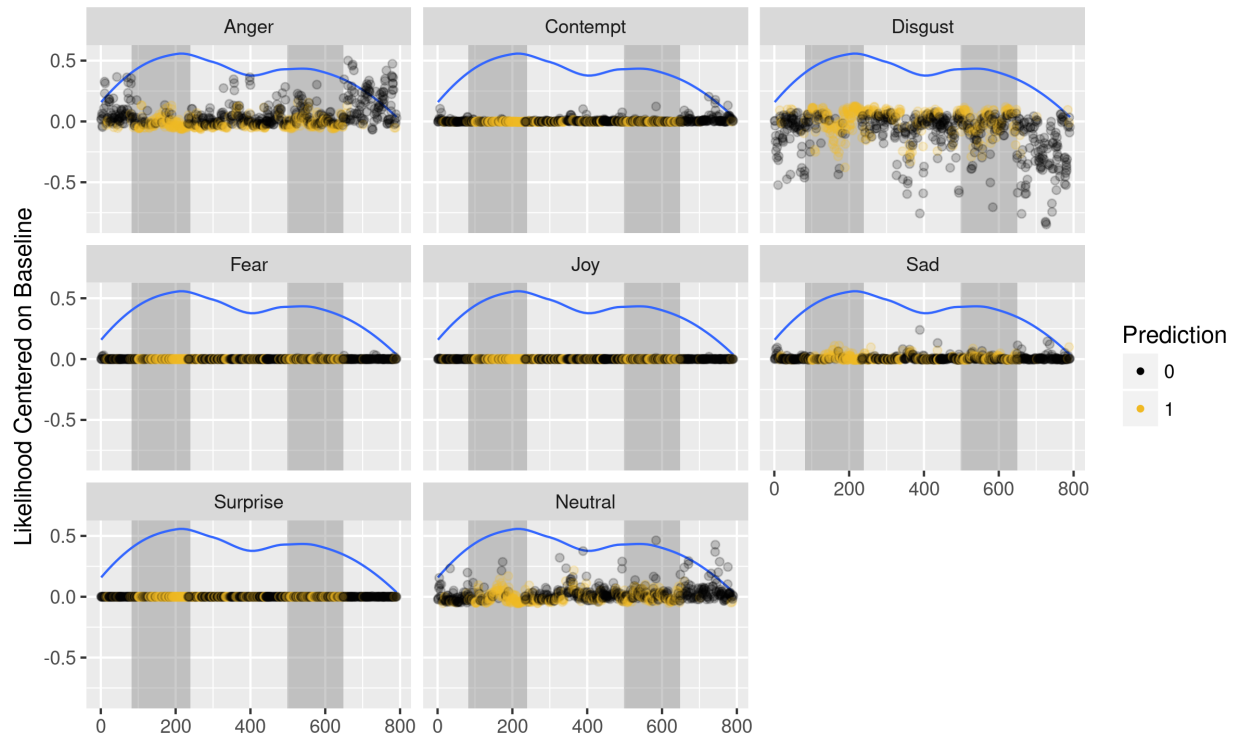 Anger Contempt Disgust
0.5
0.0
-0.5
Fear Joy Sad
0.5
0.0
-0.5
0 200 400 600 800
Surprise Neutral
0.5
0.0
-0.5
0 200 400 600 800 0 200 400 600 800
Likelihood Centered on Baseline
Prediction
0
1